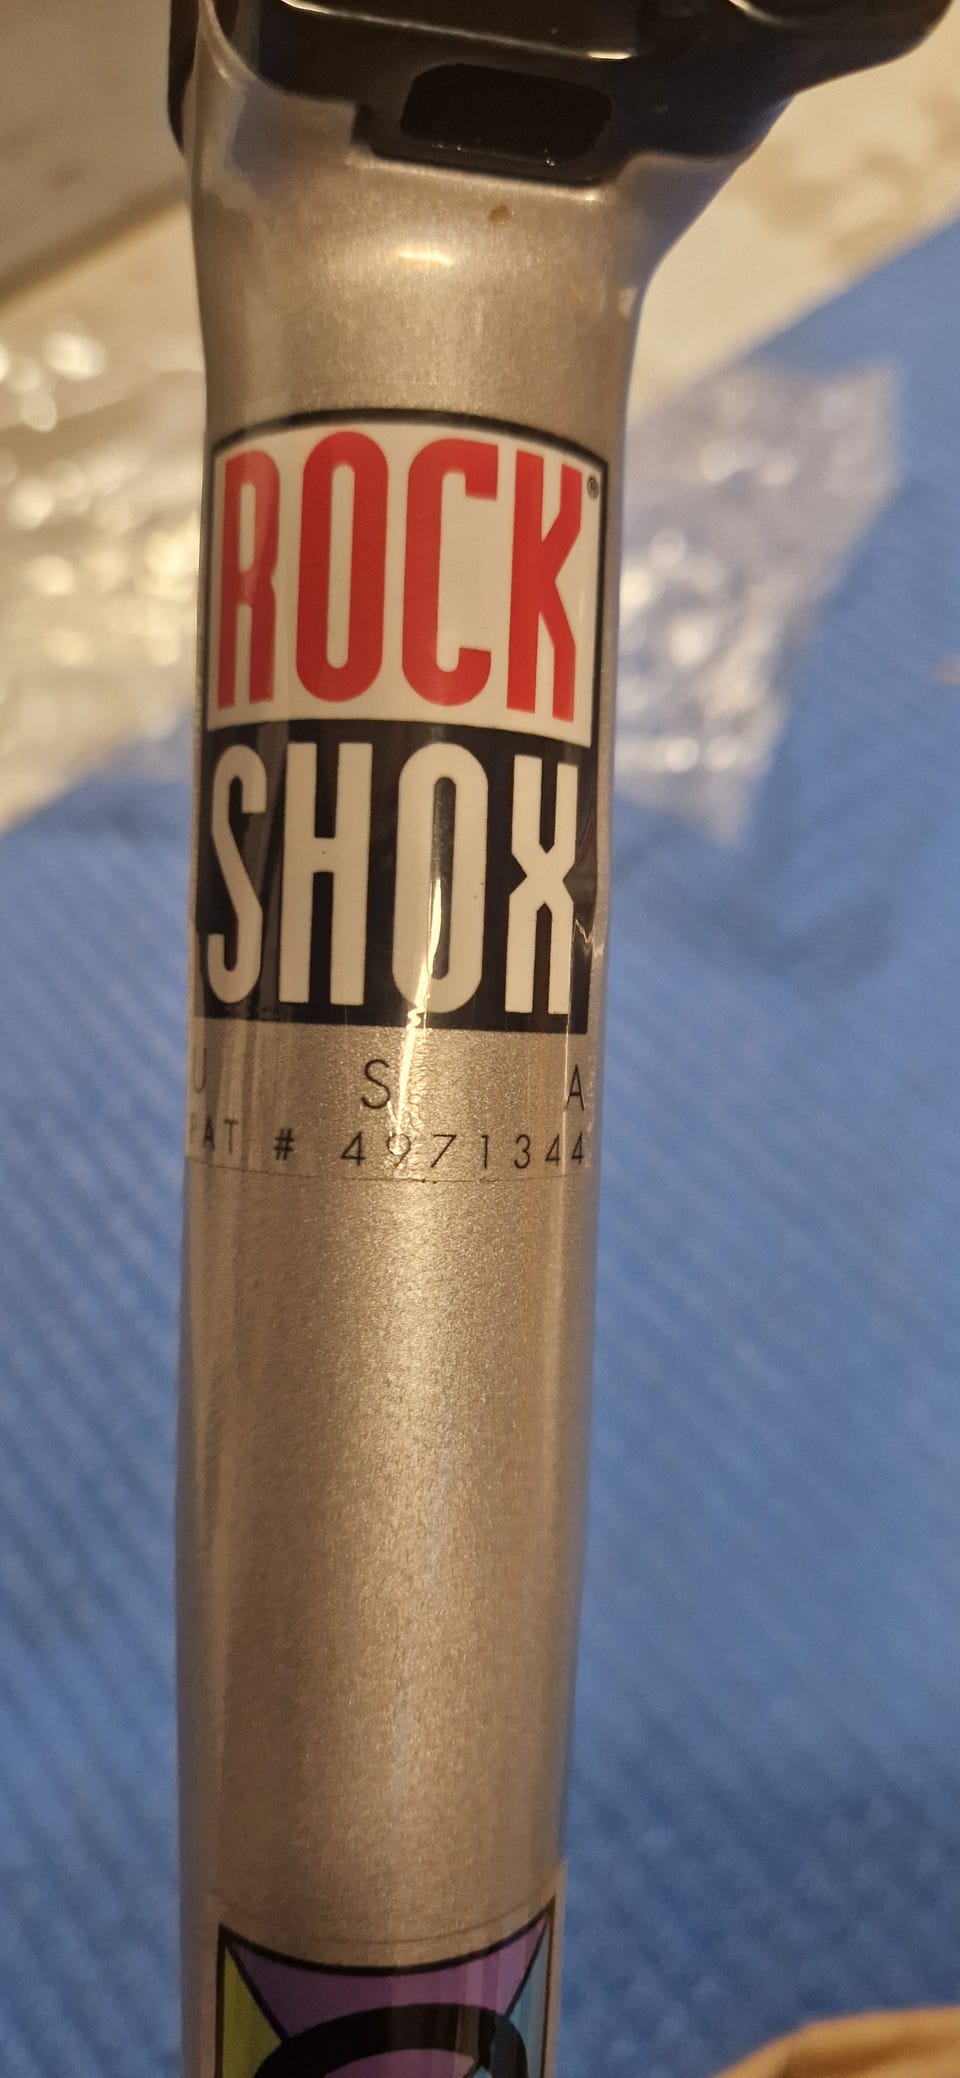 ROCK®
SHOX
U S A
PAT # 4971344